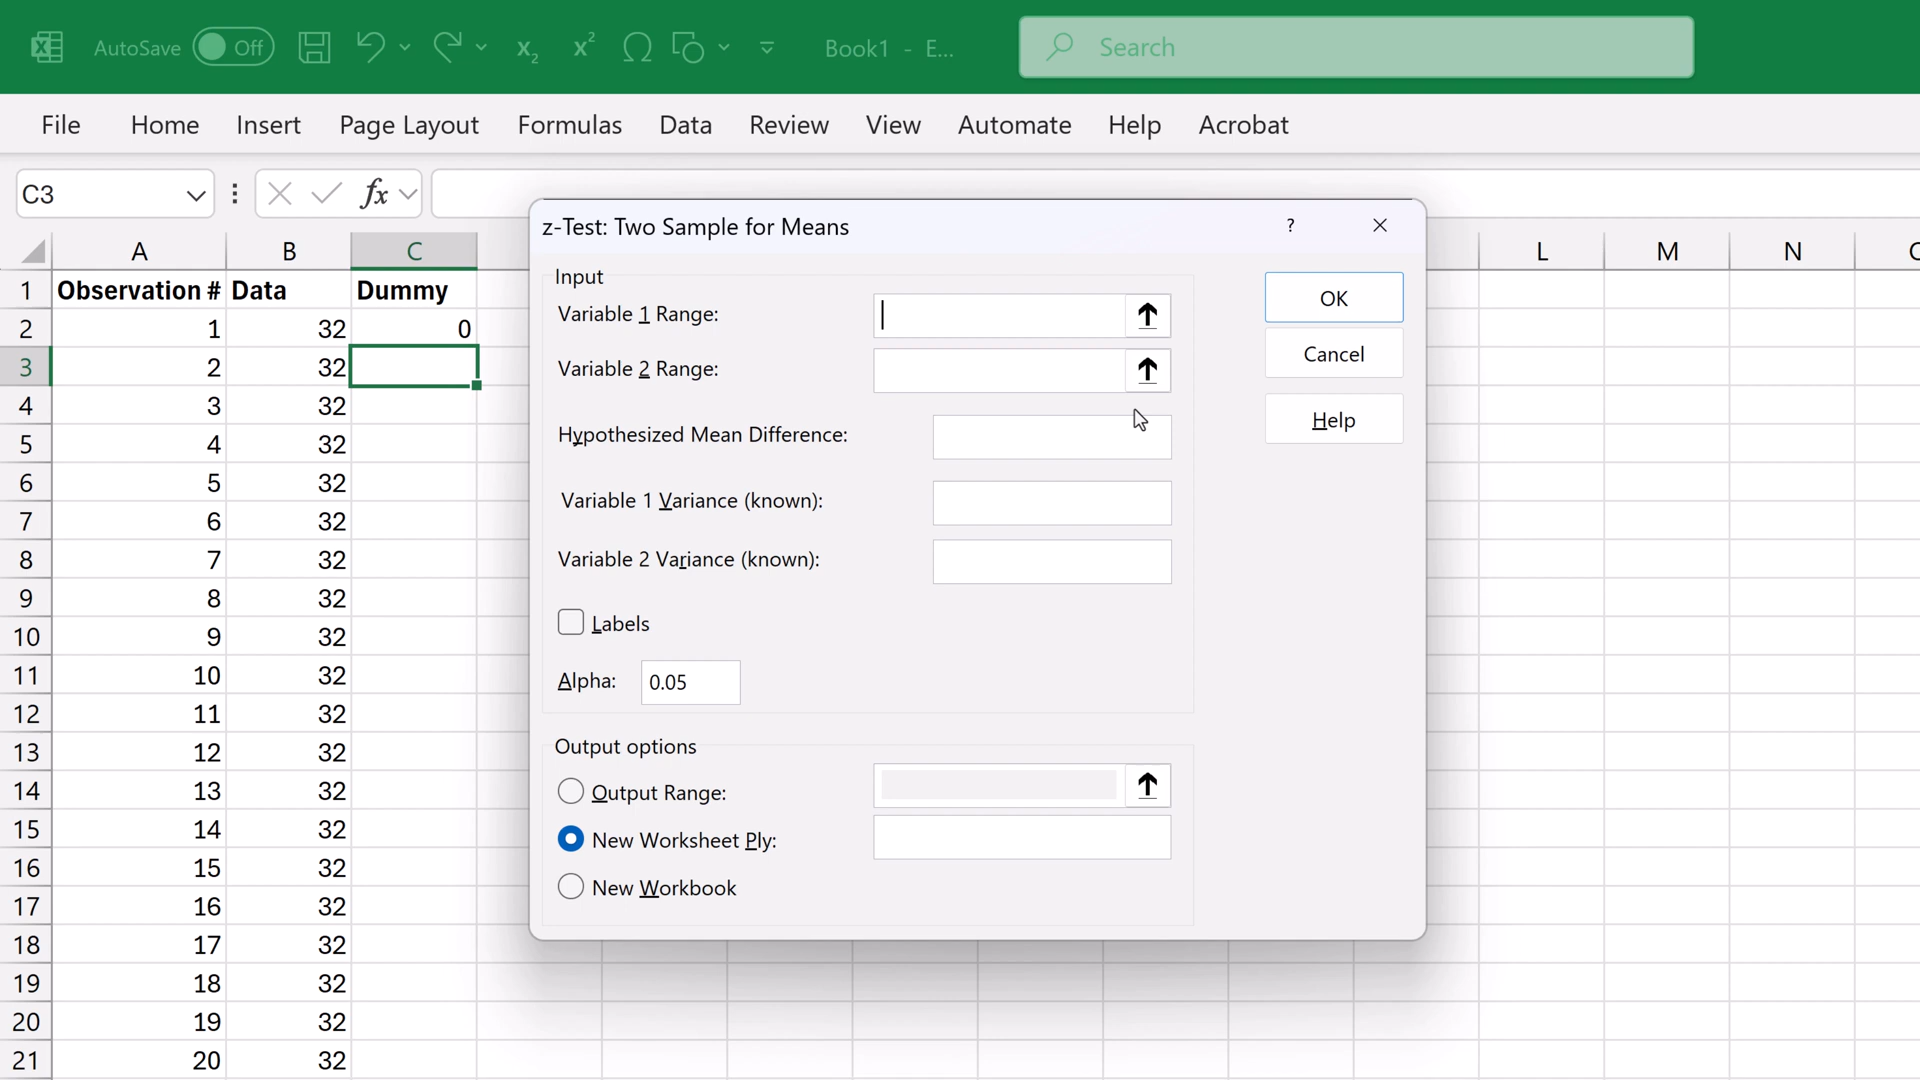 AutoSave Off X₂ X² Ω Book1 - E... Search
File Home Insert Page Layout Formulas Data Review View Automate Help Acrobat
C3 fx
z-Test: Two Sample for Means ?
A B C L M N
Input
Variable 1 Range:
OK
Variable 2 Range:
Cancel
Hypothesized Mean Difference:
Help
Variable 1 Variance (known):
Variable 2 Variance (known):
Labels
Alpha: 0.05
Output options
Output Range:
New Worksheet Ply:
New Workbook
1 Observation # Data Dummy
2 1 32 0
3 2 32
4 3 32
5 4 32
6 5 32
7 6 32
8 7 32
9 8 32
10 9 32
11 10 32
12 11 32
13 12 32
14 13 32
15 14 32
16 15 32
17 16 32
18 17 32
19 18 32
20 19 32
21 20 32